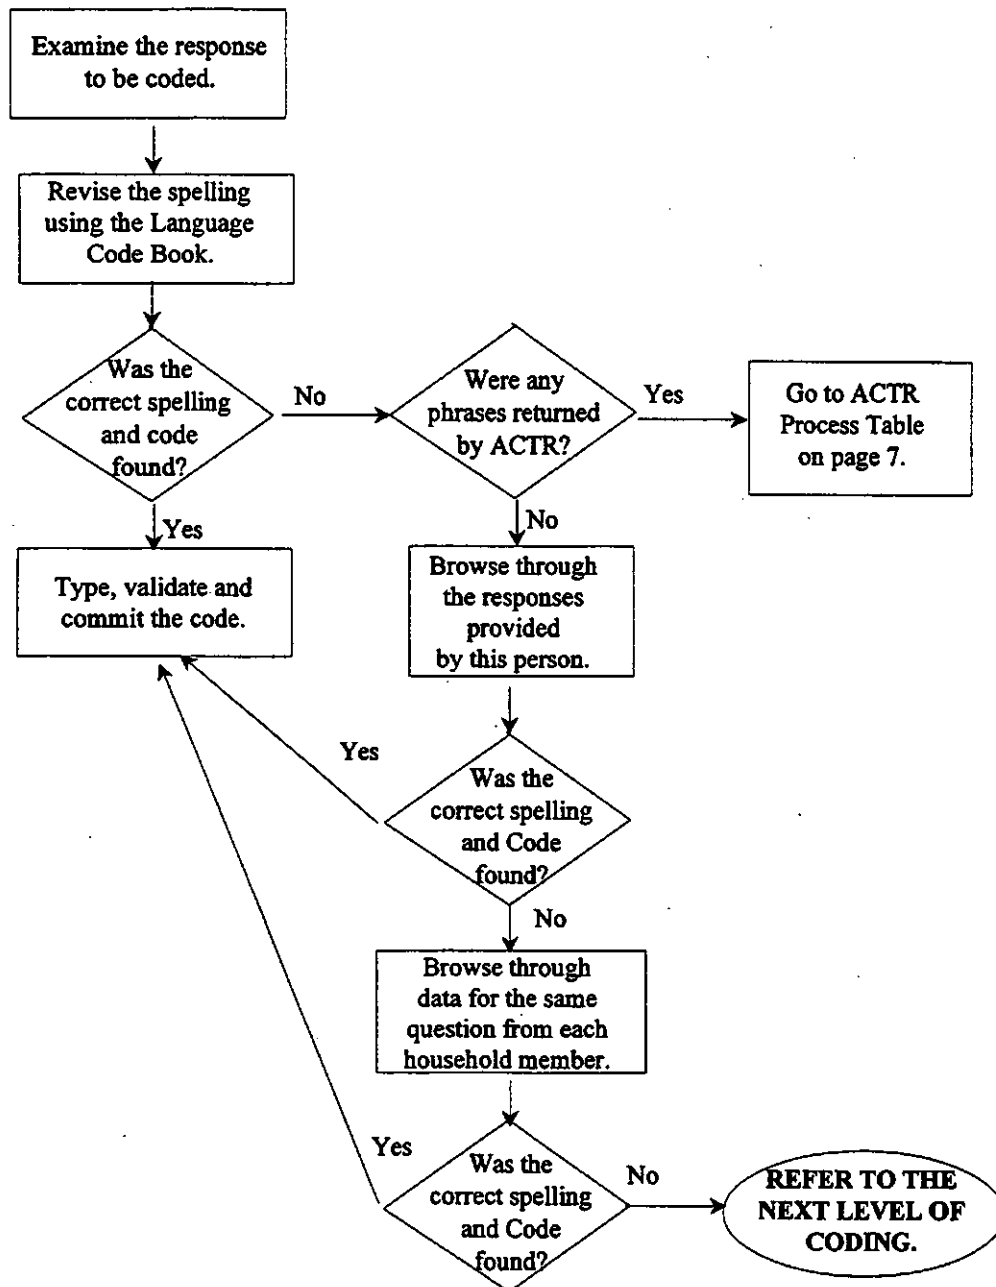 Examine the response
to be coded.
Revise the spelling
using the Language
Code Book.
Was the
correct spelling
and code
found?
No
Were any
phrases returned
by ACTR?
Yes
Go to ACTR
Process Table
on page 7.
Yes
Type, validate and
commit the code.
No
Browse through
the responses
provided
by this person.
Yes
Was the
correct spelling
and Code
found?
No
Browse through
data for the same
question from each
household member.
Yes
Was the
correct spelling
and Code
found?
No
REFER TO THE
NEXT LEVEL OF
CODING.